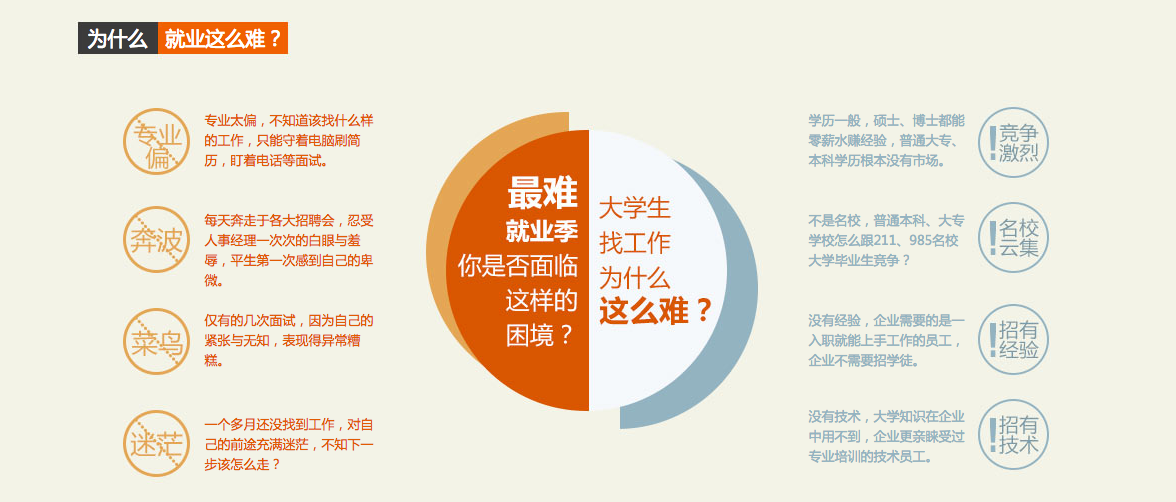 为什么 就业这么难？
专业
偏
专业太偏，不知道该找什么样
的工作，只能守着电脑刷简
历，盯着电话等面试。
奔波
每天奔走于各大招聘会，忍受
人事经理一次次的白眼与羞
辱，平生第一次感到自己的卑
微。
菜鸟
仅有的几次面试，因为自己的
紧张与无知，表现得异常糟
糕。
迷茫
一个多月还没找到工作，对自
己的前途充满迷茫，不知下一
步该怎么走？
最难
就业季
你是否面临
这样的
困境？
大学生
找工作
为什么
这么难？
学历一般，硕士、博士都能
零薪水赚经验，普通大专、
本科学历根本没有市场。
!竞争
激烈
不是名校，普通本科、大专
学校怎么跟211、985名校
大学毕业生竞争？
!名校
云集
没有经验，企业需要的是一
入职就能上手工作的员工，
企业不需要招学徒。
!招有
经验
没有技术，大学知识在企业
中用不到，企业更亲睐受过
专业培训的技术员工。
!招有
技术